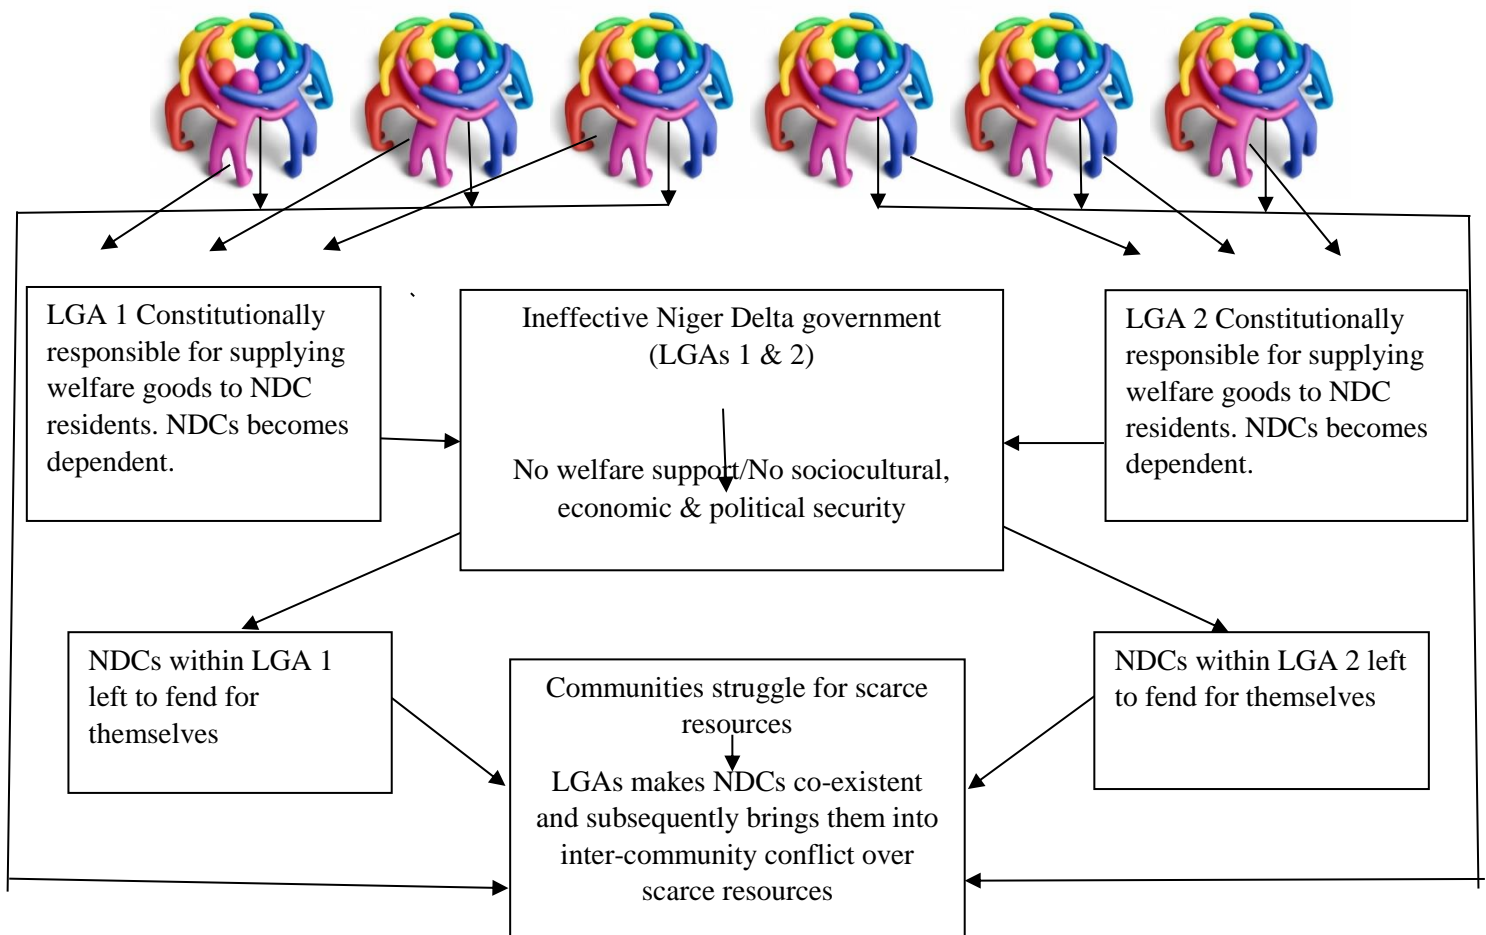 LGA 1 Constitutionally
responsible for supplying
welfare goods to NDC
residents. NDCs becomes
dependent.
Ineffective Niger Delta government
(LGAs 1 & 2)
No welfare support/No sociocultural,
economic & political security
LGA 2 Constitutionally
responsible for supplying
welfare goods to NDC
residents. NDCs becomes
dependent.
NDCs within LGA 1
left to fend for
themselves
Communities struggle for scarce
resources
LGAs makes NDCs co-existent
and subsequently brings them into
inter-community conflict over
scarce resources
NDCs within LGA 2 left
to fend for themselves